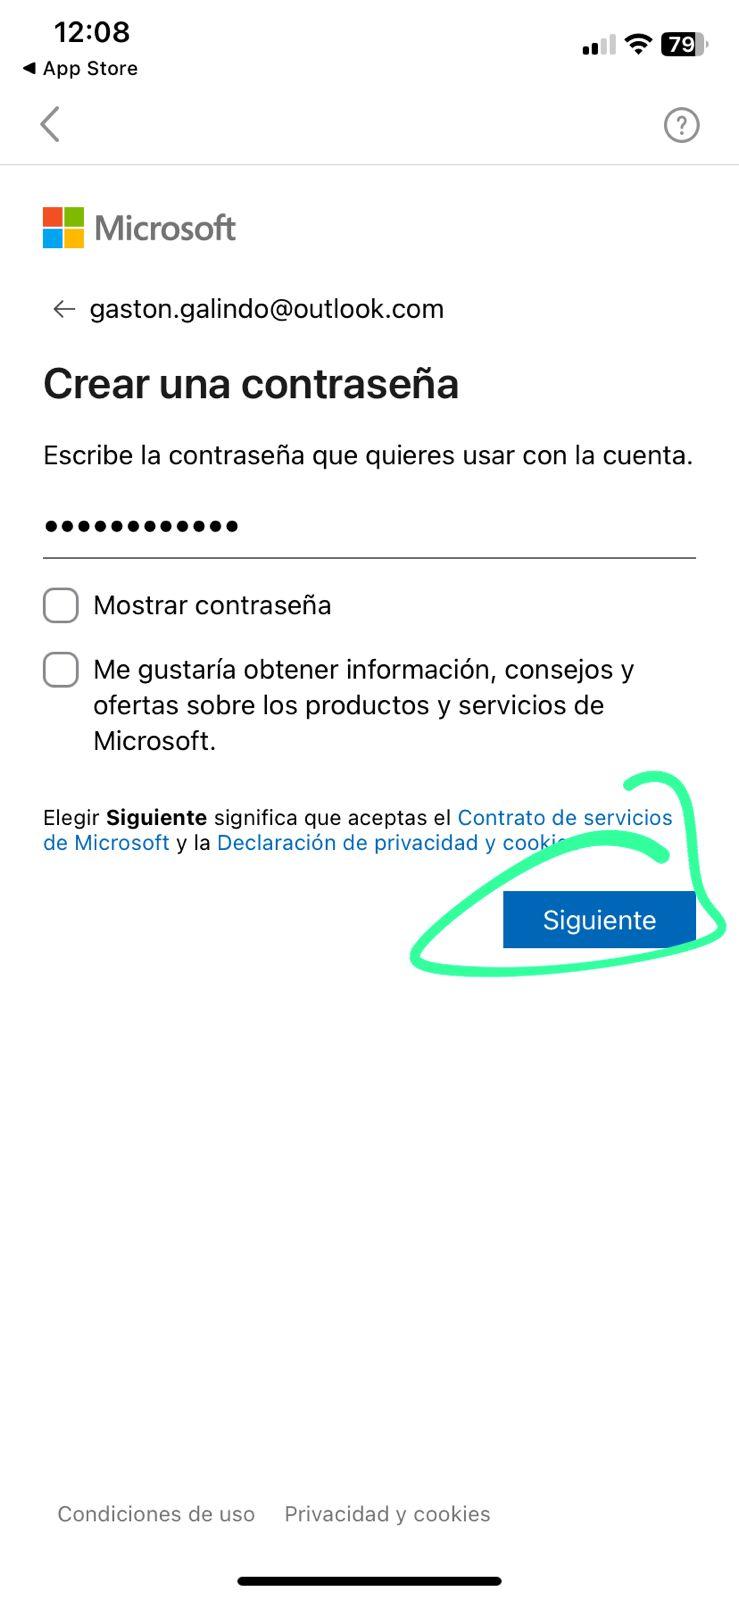 12:08
79
◀ App Store
?
Microsoft
← gaston.galindo@outlook.com
Crear una contraseña
Escribe la contraseña que quieres usar con la cuenta.
••••••••••••
Mostrar contraseña
Me gustaría obtener información, consejos y
ofertas sobre los productos y servicios de
Microsoft.
Elegir Siguiente significa que aceptas el Contrato de servicios
de Microsoft y la Declaración de privacidad y
Siguiente
Condiciones de uso Privacidad y cookies